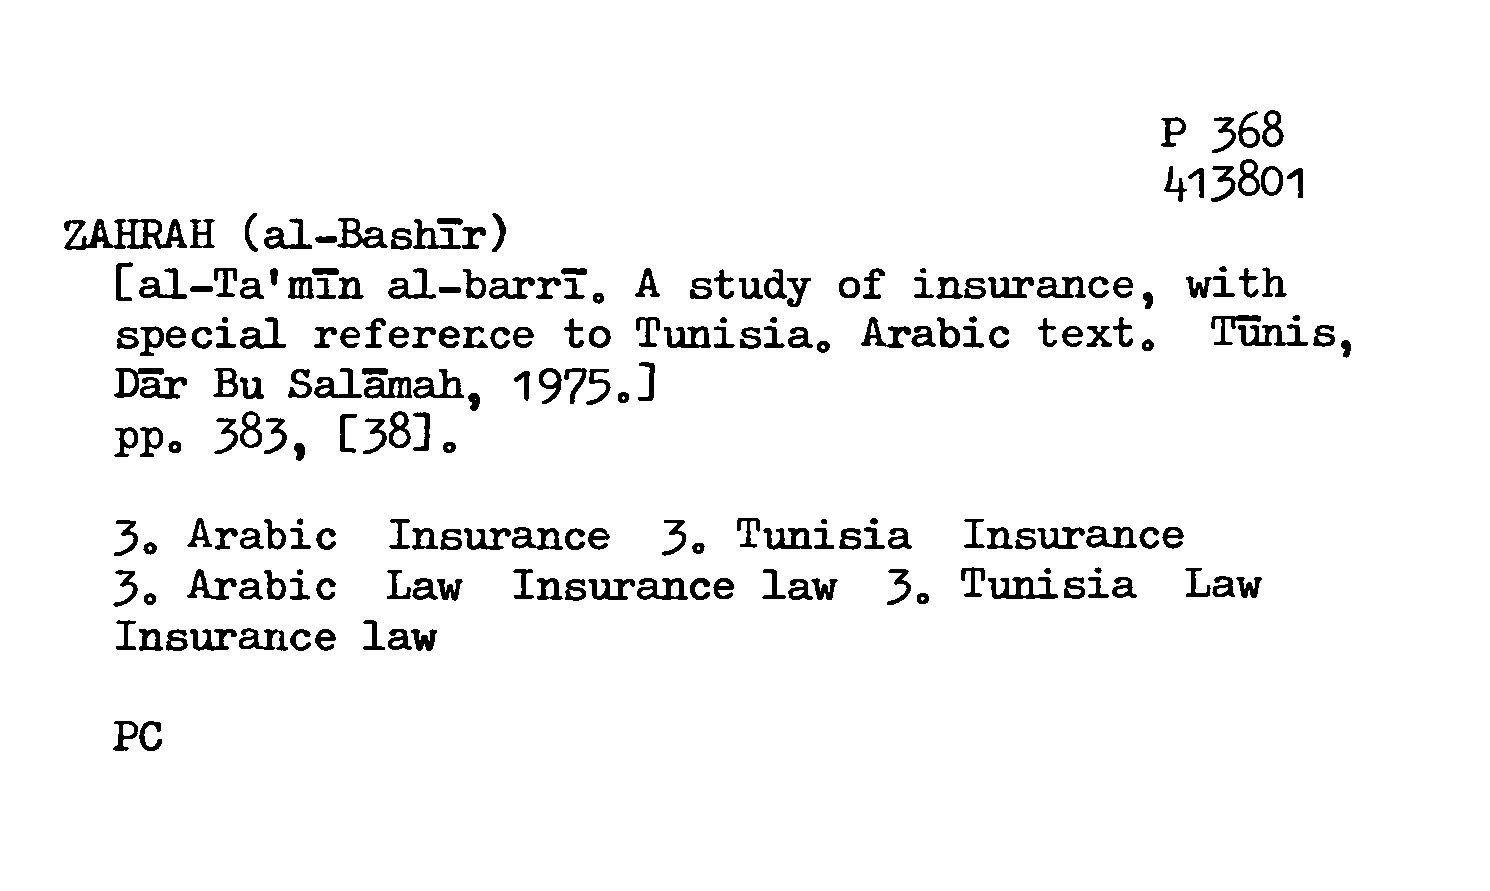 P 368
413801
ZAHRAH (al-Bashīr)
[al-Ta'mīn al-barrī. A study of insurance, with
special reference to Tunisia. Arabic text. Tūnis,
Dār Bu Salāmah, 1975.]
pp. 383, [38].
3. Arabic Insurance 3. Tunisia Insurance
3. Arabic Law Insurance law 3. Tunisia Law
Insurance law
PC